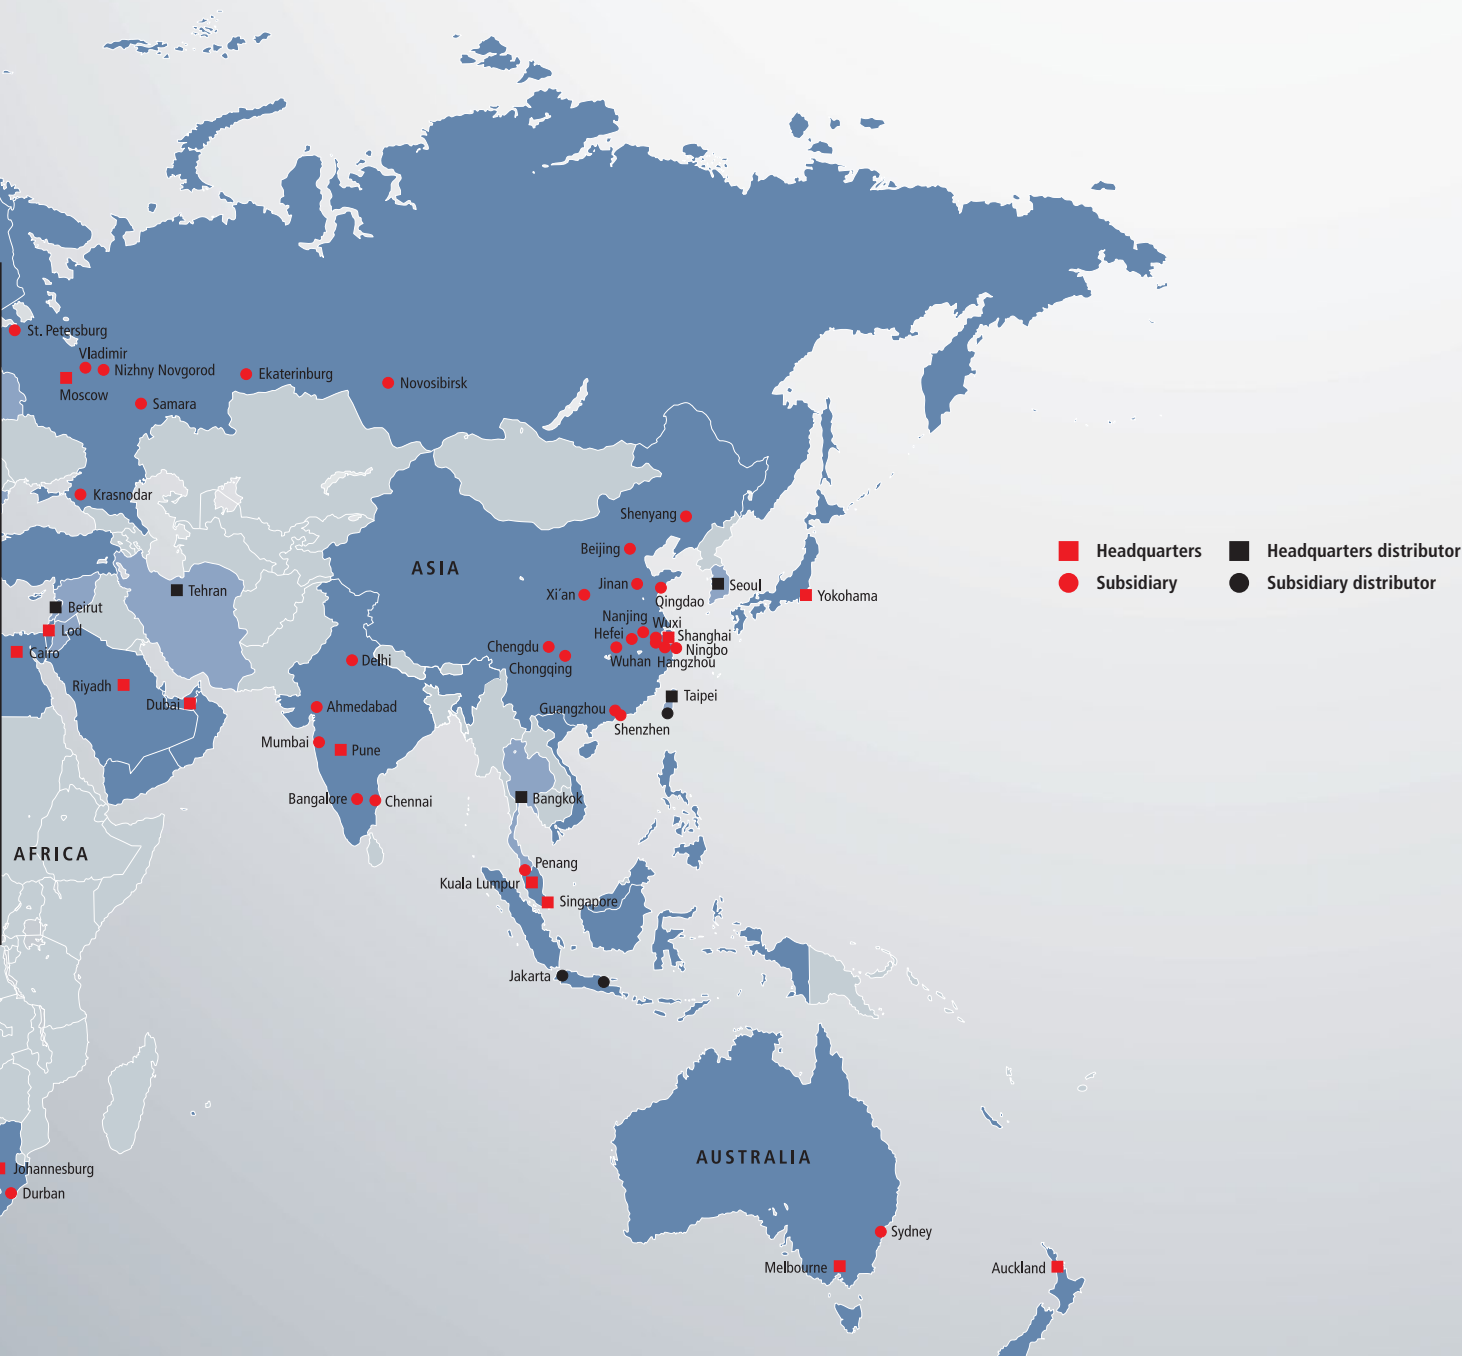 St. Petersburg
Vladimir
Nizhny Novgorod
Ekaterinburg
Novosibirsk
Moscow
Samara
Krasnodar
Shenyang
Beijing
ASIA
Headquarters
Headquarters distributor
Subsidiary
Subsidiary distributor
Jinan
Seoul
Tehran
Xi´an
Qingdao
Yokohama
Beirut
Nanjing
Wuxi
Lod
Hefei
Shanghai
Cairo
Chengdu
Ningbo
Delhi
Chongqing
Wuhan
Hangzhou
Riyadh
Taipei
Dubai
Ahmedabad
Guangzhou
Shenzhen
Mumbai
Pune
Bangalore
Chennai
Bangkok
AFRICA
Penang
Kuala Lumpur
Singapore
Jakarta
AUSTRALIA
Johannesburg
Durban
Sydney
Melbourne
Auckland